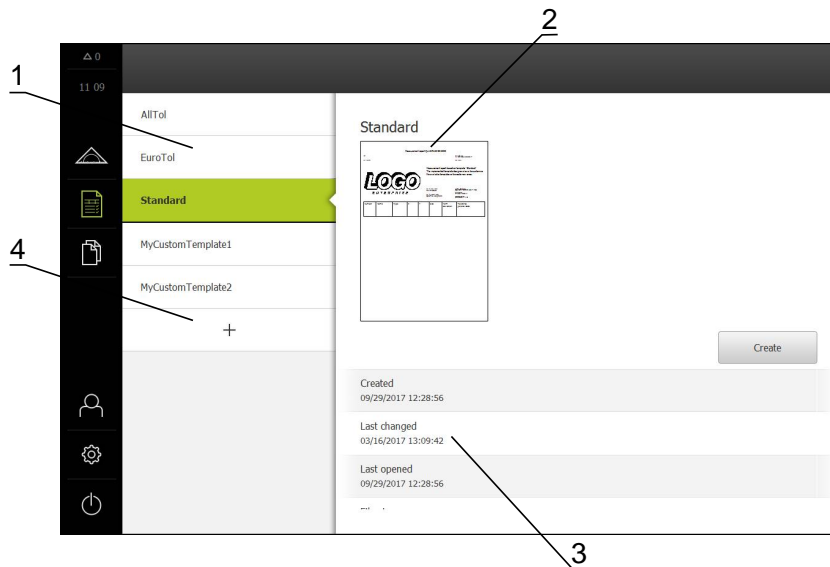 2
0
1
11 09
AllTol
EuroTol
Standard
MyCustomTemplate1
MyCustomTemplate2
+
4
Standard
LOGO
ENTERPRISE
Create
Created
09/29/2017 12:28:56
Last changed
03/16/2017 13:09:42
Last opened
09/29/2017 12:28:56
3